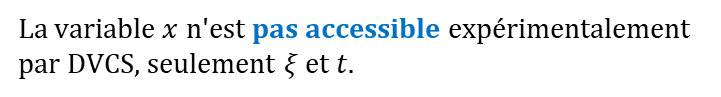 La variable x n'est pas accessible expérimentalement
par DVCS, seulement ξ et t.